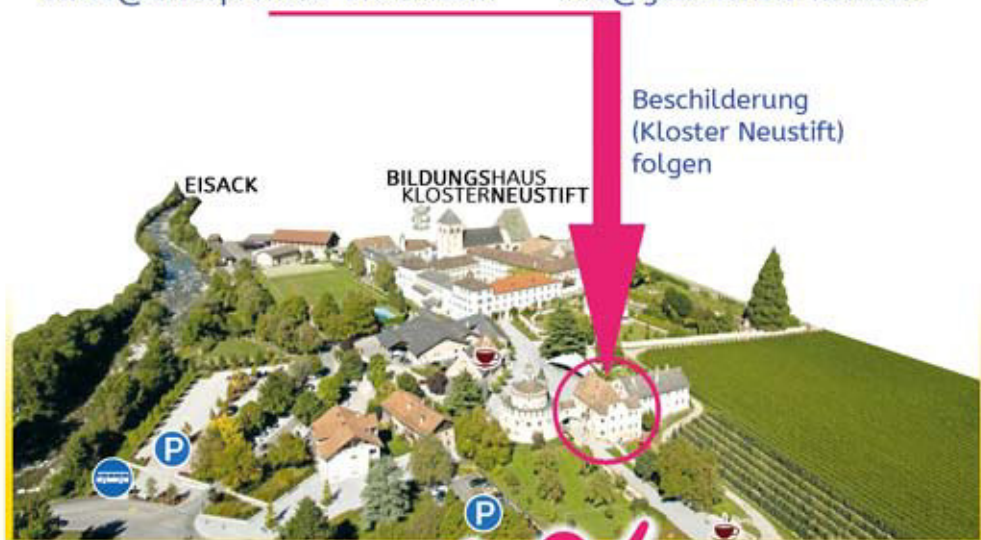 Beschilderung
(Kloster Neustift)
folgen
EISACK
BILDUNGSHAUS
KLOSTERNEUSTIFT
P
P